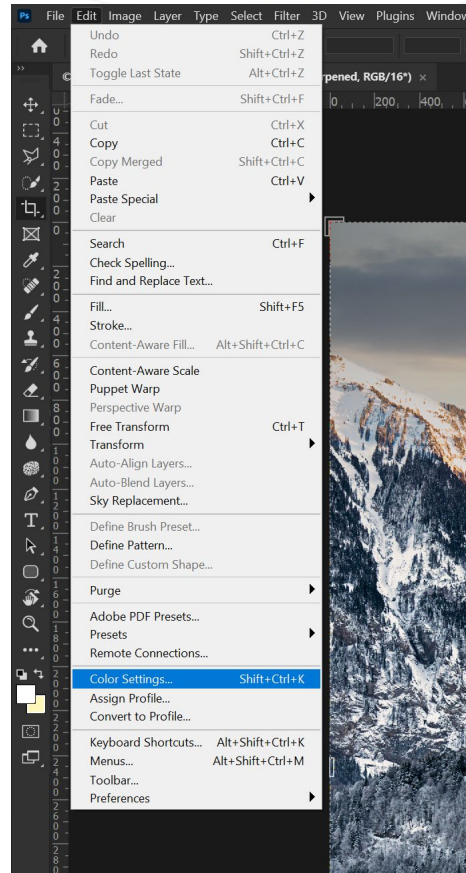 Ps File Edit Image Layer Type Select Filter 3D View Plugins Window
Undo Ctrl+Z
Redo Shift+Ctrl+Z
Toggle Last State Alt+Ctrl+Z
©
rpened, RGB/16*) ×
Fade... Shift+Ctrl+F
0 200 400
Cut Ctrl+X
Copy Ctrl+C
Copy Merged Shift+Ctrl+C
Paste Ctrl+V
Paste Special
Clear
Search Ctrl+F
Check Spelling...
Find and Replace Text...
Fill... Shift+F5
Stroke...
Content-Aware Fill... Alt+Shift+Ctrl+C
Content-Aware Scale
Puppet Warp
Perspective Warp
Free Transform Ctrl+T
Transform
Auto-Align Layers...
Auto-Blend Layers...
Sky Replacement...
Define Brush Preset...
Define Pattern...
Define Custom Shape...
Purge
Adobe PDF Presets...
Presets
Remote Connections...
Color Settings... Shift+Ctrl+K
Assign Profile...
Convert to Profile...
Keyboard Shortcuts... Alt+Shift+Ctrl+K
Menus... Alt+Shift+Ctrl+M
Toolbar...
Preferences